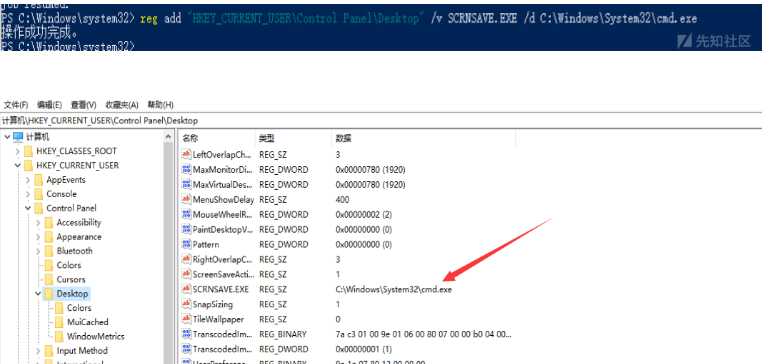 job resumed.
PS C:\Windows\system32> reg add "HKEY_CURRENT_USER\Control Panel\Desktop" /v SCRNSAVE.EXE /d C:\Windows\System32\cmd.exe
操作成功完成。
PS C:\Windows\system32>
先知社区
文件(F) 编辑(E) 查看(V) 收藏夹(A) 帮助(H)
计算机\HKEY_CURRENT_USER\Control Panel\Desktop
计算机
HKEY_CLASSES_ROOT
HKEY_CURRENT_USER
AppEvents
Console
Control Panel
Accessibility
Appearance
Bluetooth
Colors
Cursors
Desktop
Colors
MuiCached
WindowMetrics
Input Method
International
名称 类型 数据
LeftOverlapCh... REG_SZ 3
MaxMonitorDi... REG_DWORD 0x00000780 (1920)
MaxVirtualDes... REG_DWORD 0x00000780 (1920)
MenuShowDelay REG_SZ 400
MouseWheelR... REG_DWORD 0x00000002 (2)
PaintDesktopV... REG_DWORD 0x00000000 (0)
Pattern REG_DWORD 0x00000000 (0)
RightOverlapC... REG_SZ 3
ScreenSaveActi... REG_SZ 1
SCRNSAVE.EXE REG_SZ C:\Windows\System32\cmd.exe
SnapSizing REG_SZ 1
TileWallpaper REG_SZ 0
TranscodedIm... REG_BINARY 7a c3 01 00 9e 01 06 00 80 07 00 00 b0 04 00...
TranscodedIm... REG_DWORD 0x00000001 (1)
UserPreference... REG_BINARY